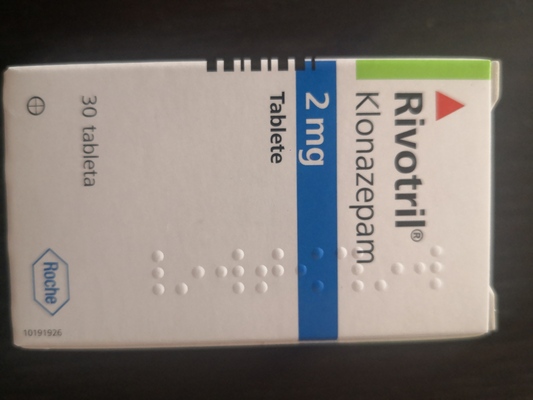 Rivotril®
Klonazepam
2 mg
Tablete
30 tableta
Roche
10191926